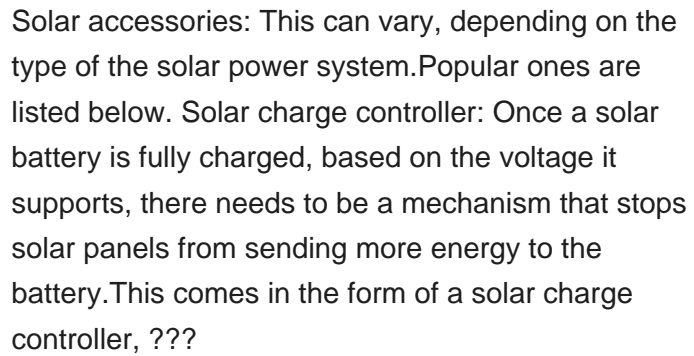 Solar accessories: This can vary, depending on the
type of the solar power system.Popular ones are
listed below. Solar charge controller: Once a solar
battery is fully charged, based on the voltage it
supports, there needs to be a mechanism that stops
solar panels from sending more energy to the
battery.This comes in the form of a solar charge
controller, ???